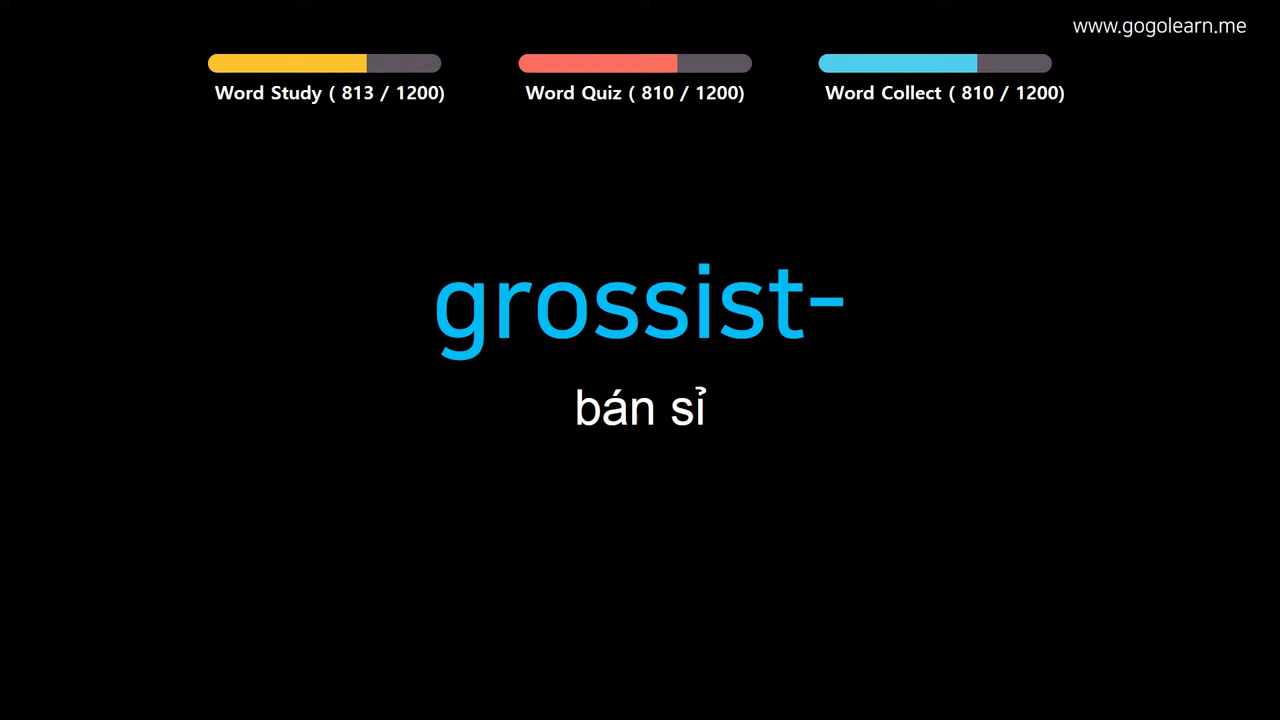 www.gogolearn.me
Word Study ( 813 / 1200)
Word Quiz ( 810 / 1200)
Word Collect ( 810 / 1200)
grossist-
bán sỉ